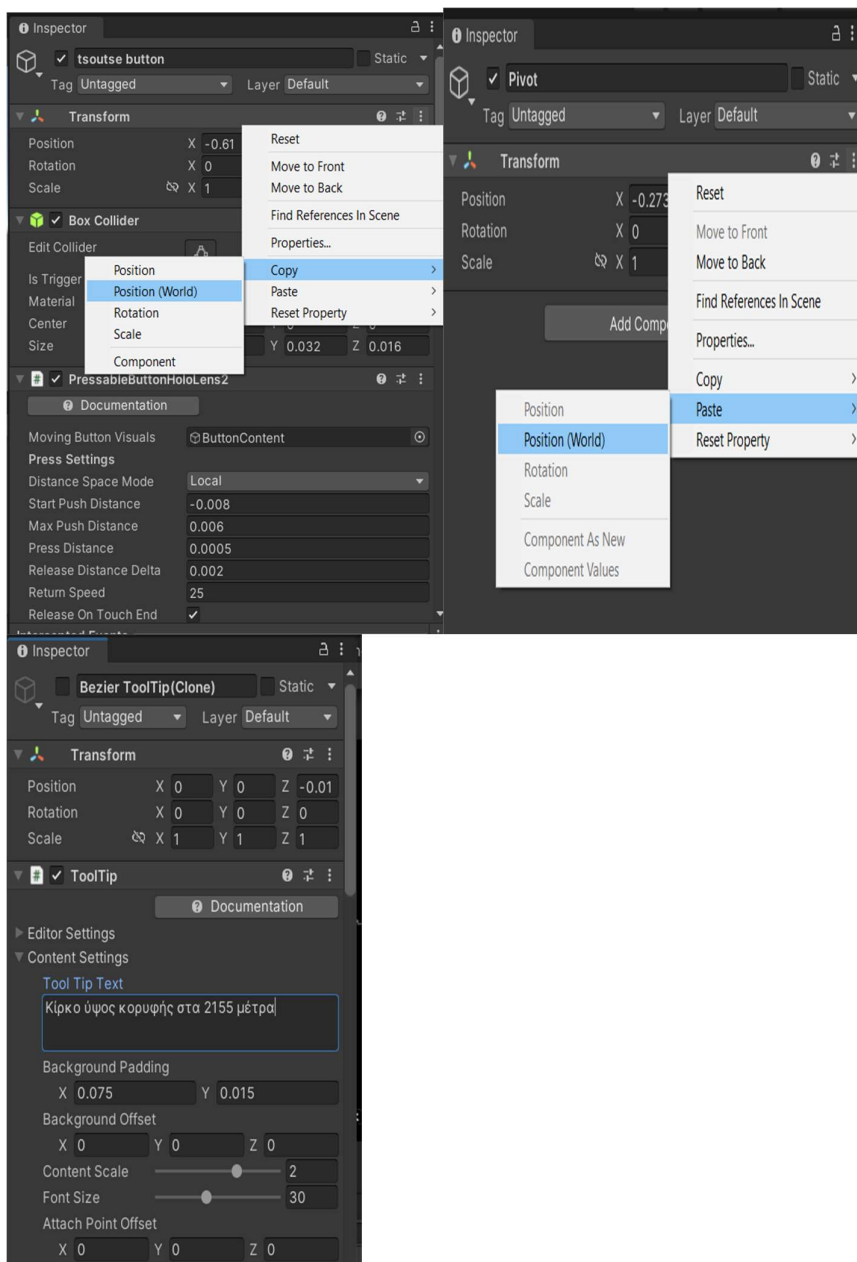 Inspector
tsoutse button
Static
Tag Untagged Layer Default
Transform
Position X -0.61
Rotation X 0
Scale X 1
Reset
Move to Front
Move to Back
Find References In Scene
Properties...
Copy
Paste
Reset Property
Box Collider
Edit Collider
Is Trigger
Material
Center
Size Y 0.032 Z 0.016
Position
Position (World)
Rotation
Scale
Component
PressableButtonHoloLens2
Documentation
Moving Button Visuals ButtonContent
Press Settings
Distance Space Mode Local
Start Push Distance -0.008
Max Push Distance 0.006
Press Distance 0.0005
Release Distance Delta 0.002
Return Speed 25
Release On Touch End
Inspector
Pivot
Static
Tag Untagged Layer Default
Transform
Position X -0.273
Rotation X 0
Scale X 1
Add Compo
Reset
Move to Front
Move to Back
Find References In Scene
Properties...
Copy
Paste
Reset Property
Position
Position (World)
Rotation
Scale
Component As New
Component Values
Inspector
Bezier ToolTip(Clone) Static
Tag Untagged Layer Default
Transform
Position X 0 Y 0 Z -0.01
Rotation X 0 Y 0 Z 0
Scale X 1 Y 1 Z 1
ToolTip
Documentation
Editor Settings
Content Settings
Tool Tip Text
Κίρκο ύψος κορυφής στα 2155 μέτρα
Background Padding
X 0.075 Y 0.015
Background Offset
X 0 Y 0 Z 0
Content Scale 2
Font Size 30
Attach Point Offset
X 0 Y 0 Z 0